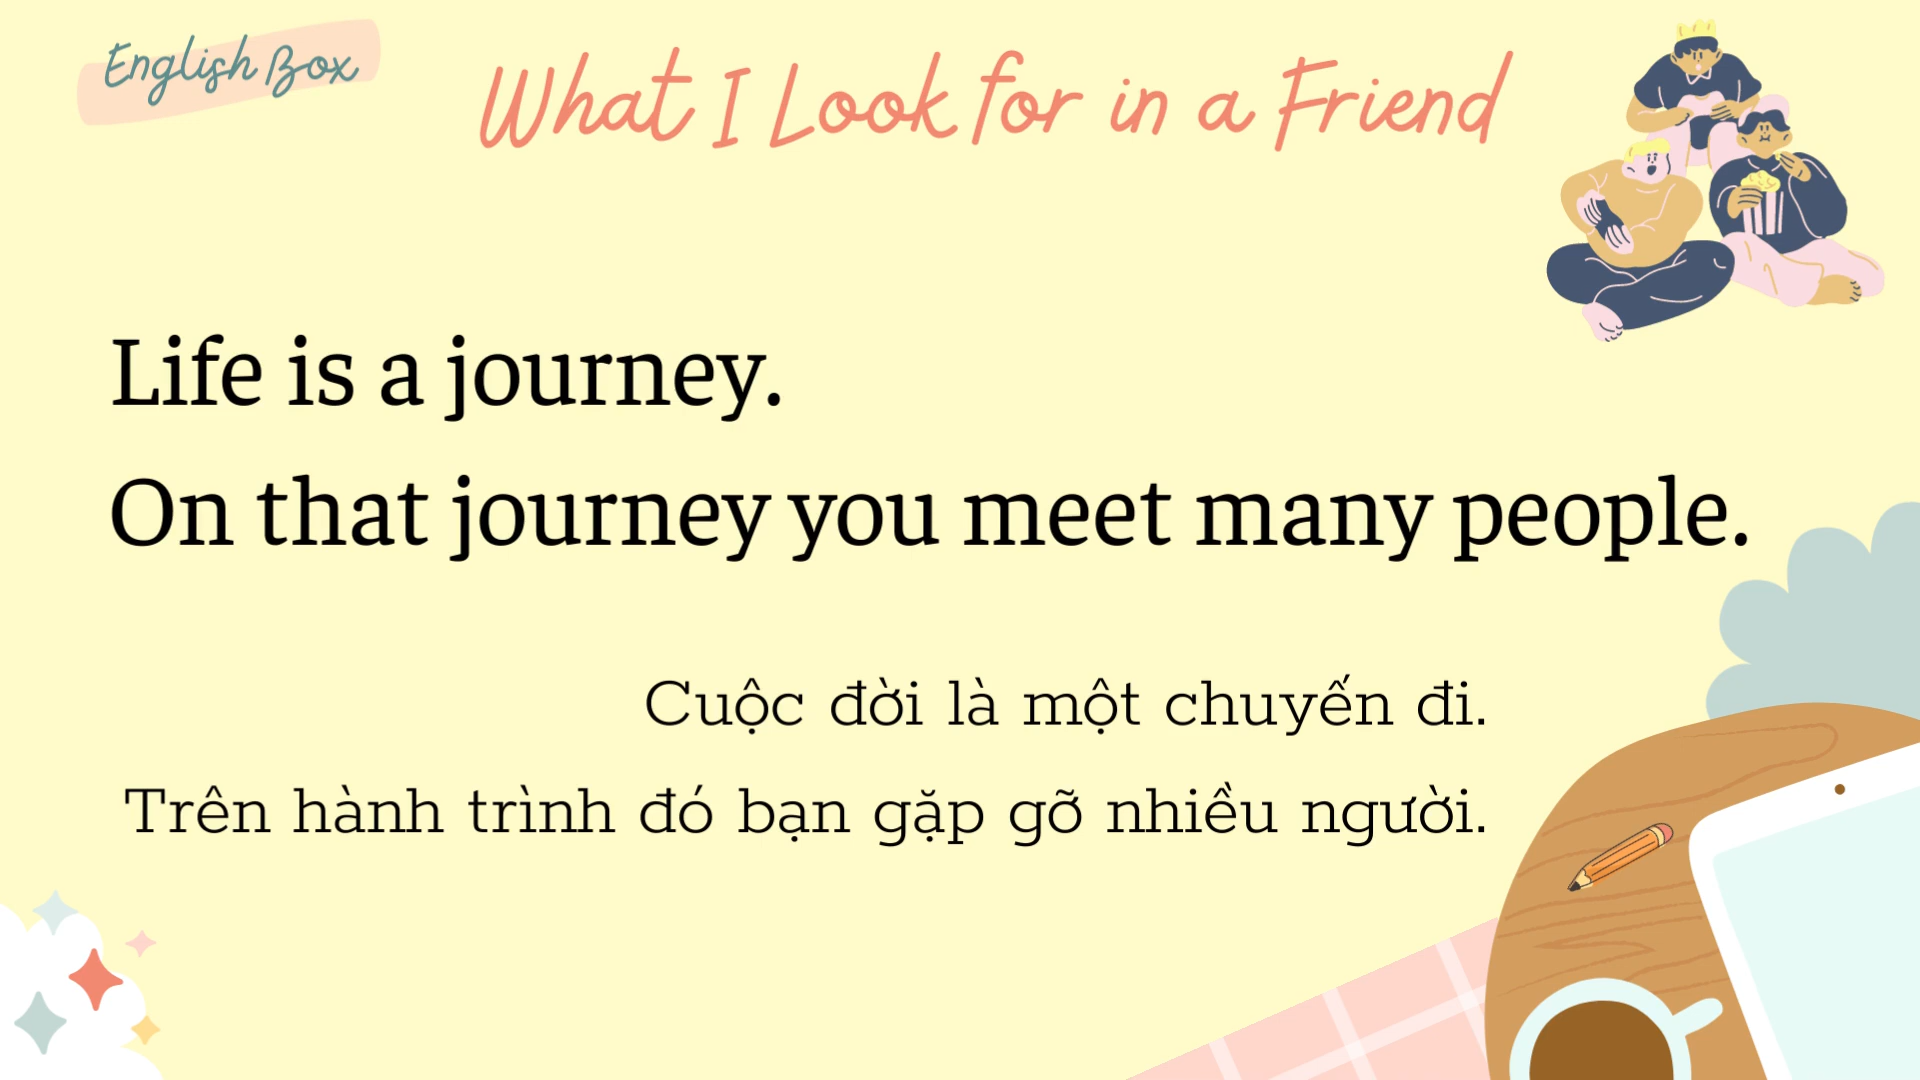 English Box
What I Look for in a Friend
Life is a journey.
On that journey you meet many people.
Cuộc đời là một chuyến đi.
Trên hành trình đó bạn gặp gỡ nhiều người.